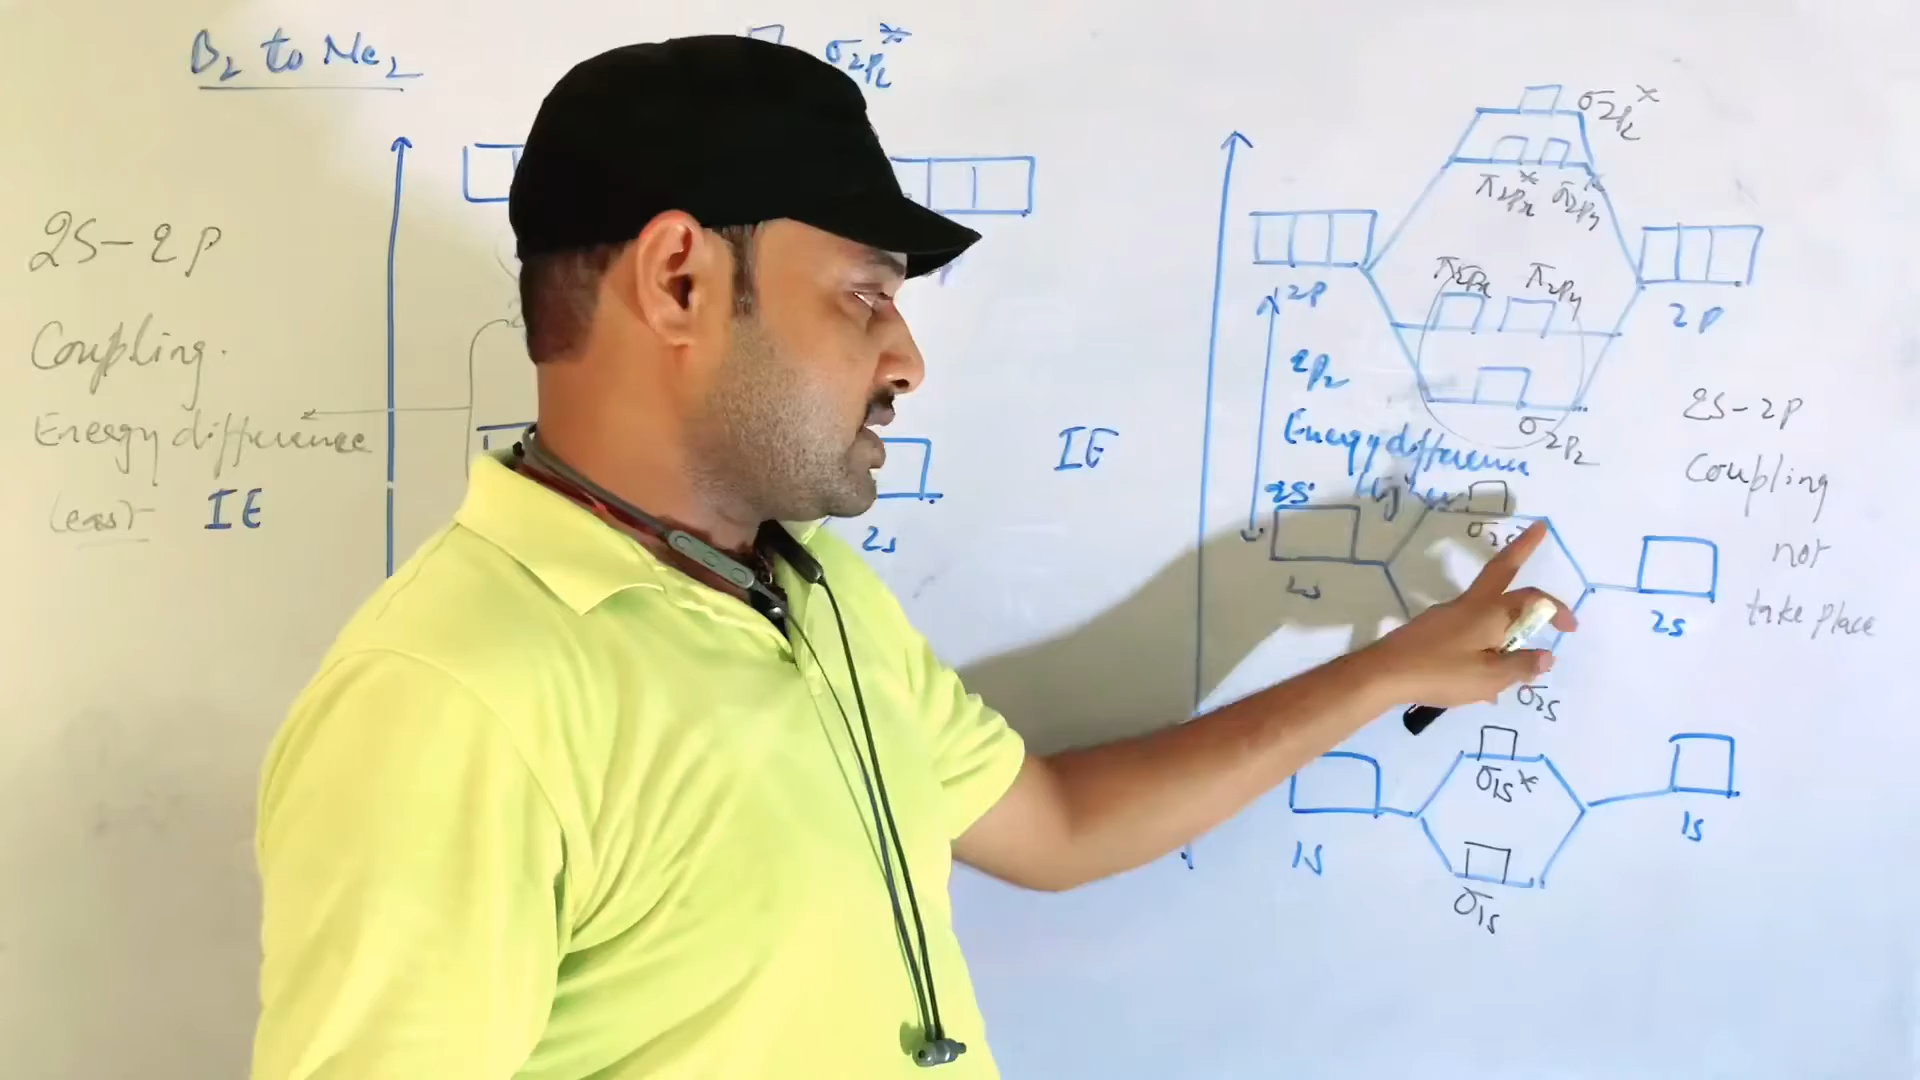 B₂ to Ne₂
σ2pz*
2S-2P
Coupling.
Energy difference
least
IE
2s
IE
σ2pz*
π2px* σ2py*
2P
π2px π2py
2P
2pz
σ2pz
Energy difference
2s
σ2s
2s
2s
σ2s
2S-2P
Coupling
not
take place
σ1s*
1s
1s
σ1s